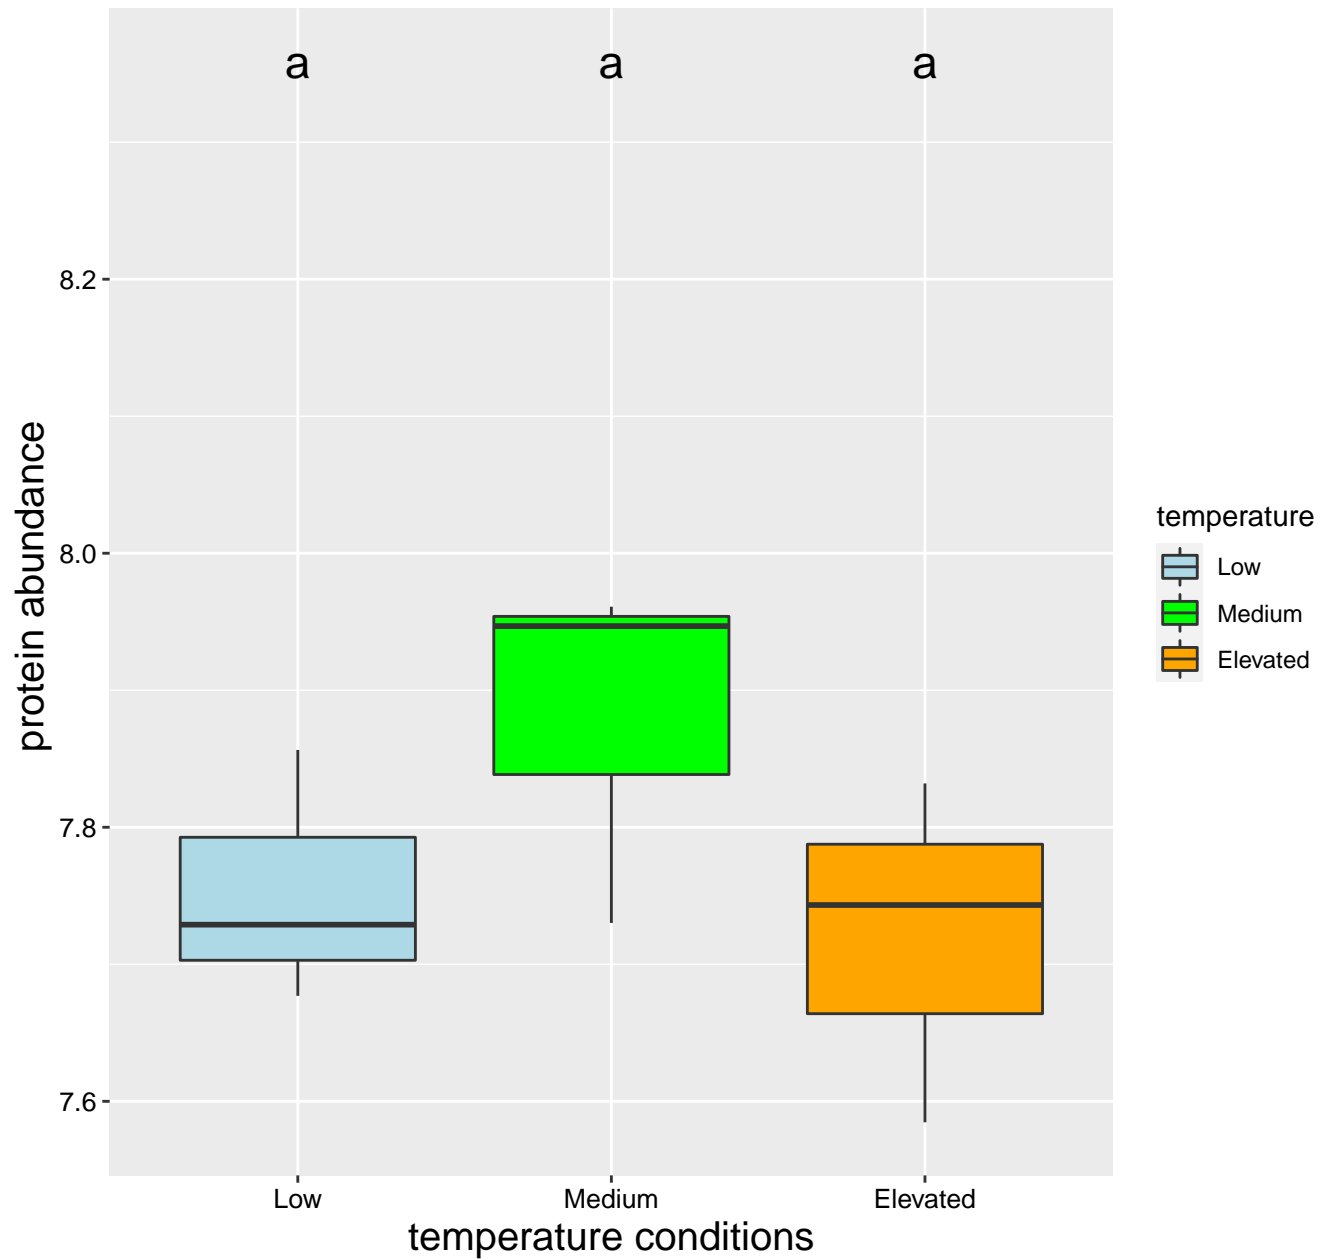 a a a
8.2
8.0
7.8
7.6
protein abundance
Low Medium Elevated
temperature conditions
temperature
Low
Medium
Elevated